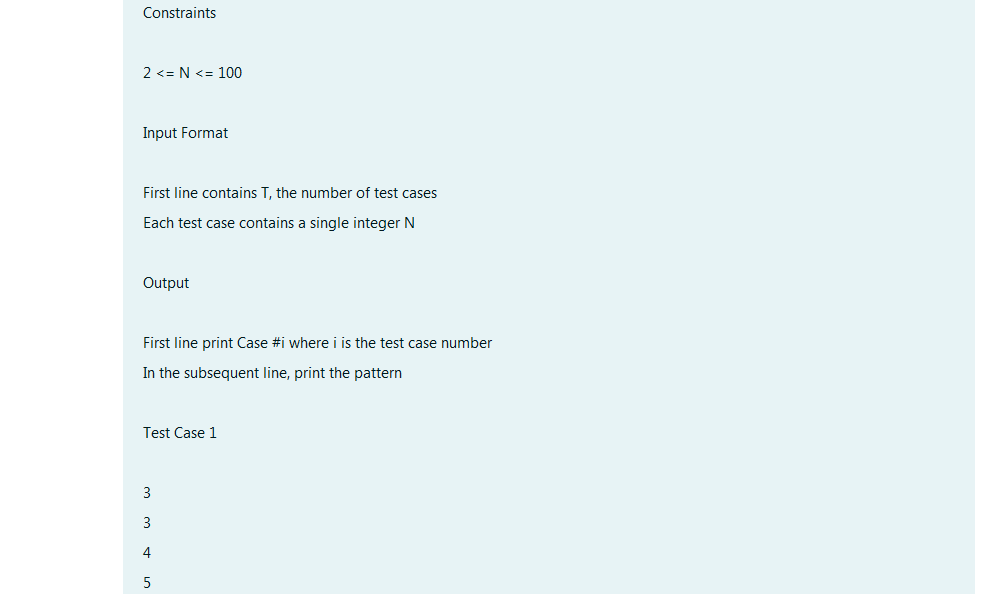 Constraints
2 <= N <= 100
Input Format
First line contains T, the number of test cases
Each test case contains a single integer N
Output
First line print Case #i where i is the test case number
In the subsequent line, print the pattern
Test Case 1
3
3
4
5